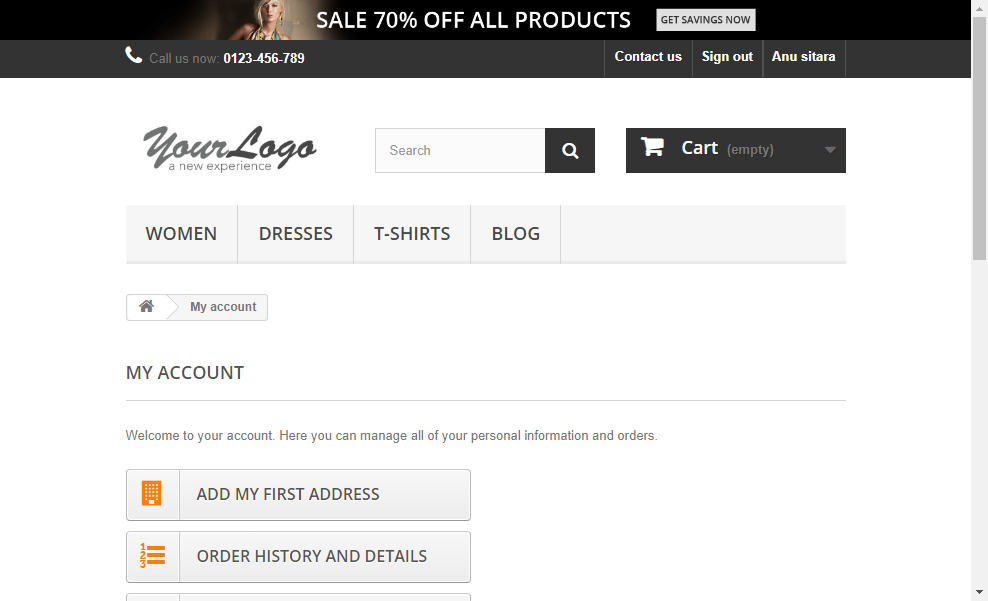 SALE 70% OFF ALL PRODUCTS GET SAVINGS NOW
Call us now: 0123-456-789 Contact us Sign out Anu sitara
YourLogo
a new experience
Search
Cart (empty)
WOMEN DRESSES T-SHIRTS BLOG
My account
MY ACCOUNT
Welcome to your account. Here you can manage all of your personal information and orders.
ADD MY FIRST ADDRESS
1
2
3
ORDER HISTORY AND DETAILS